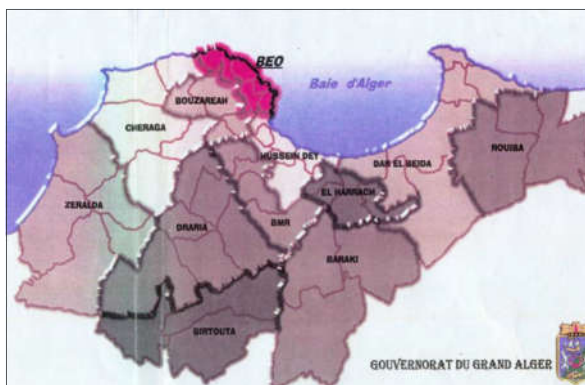 BEO
Baie d'Alger
BOUZAREAH
CHERAGA
HUSSEIN DEY
ROUIBA
DAR EL BEIDA
EL HARRACH
ZERALDA
DRARIA
BMR
BARAKI
BIRTOUTA
GOUVERNORAT DU GRAND ALGER